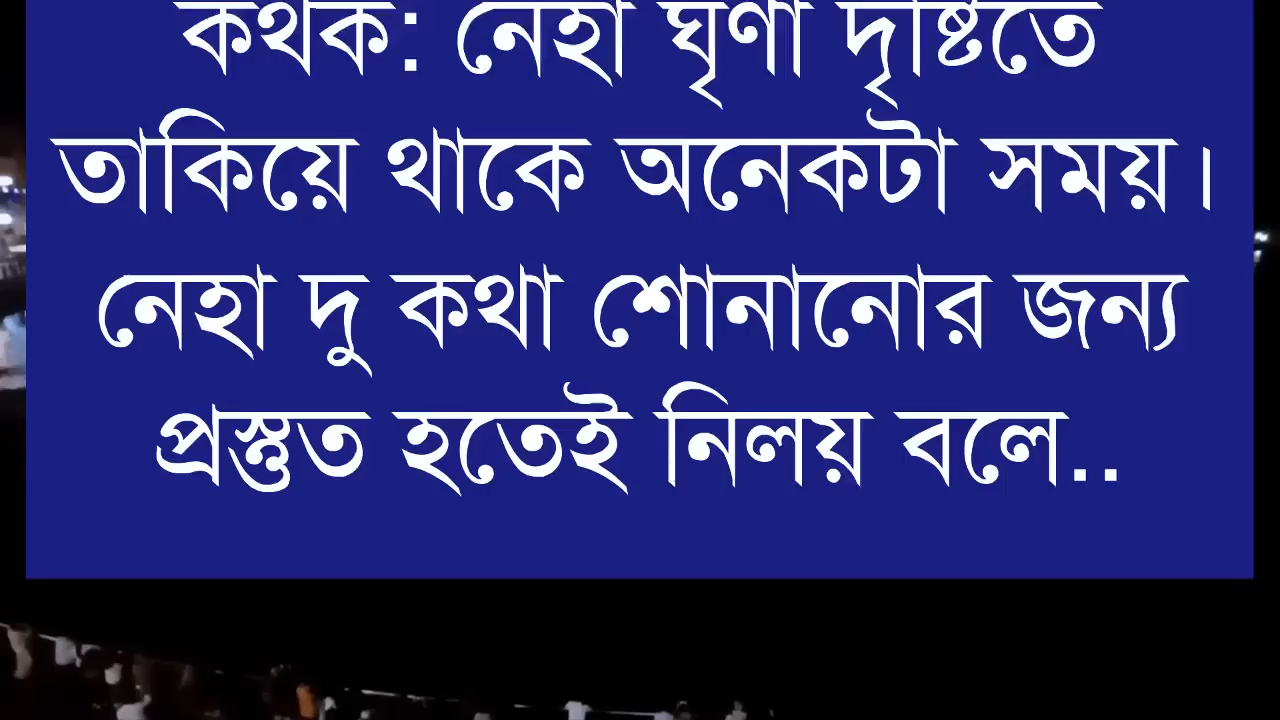 কথক: নেহা ঘৃণা দৃষ্টিতে
তাকিয়ে থাকে অনেকটা সময়।
নেহা দু কথা শোনানোর জন্য
প্রস্তুত হতেই নিলয় বলে..